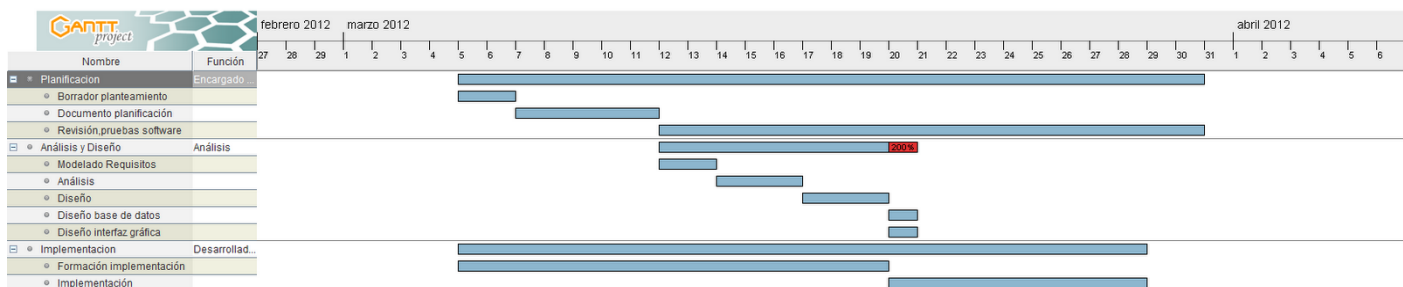 GANTT
project
febrero 2012 marzo 2012 abril 2012
27 28 29 1 2 3 4 5 6 7 8 9 10 11 12 13 14 15 16 17 18 19 20 21 22 23 24 25 26 27 28 29 30 31 1 2 3 4 5 6
Nombre Función
Planificacion Encargado ...
Borrador planteamiento
Documento planificación
Revisión,pruebas software
Análisis y Diseño Análisis 200%
Modelado Requisitos
Análisis
Diseño
Diseño base de datos
Diseño interfaz gráfica
Implementacion Desarrollad...
Formación implementación
Implementación